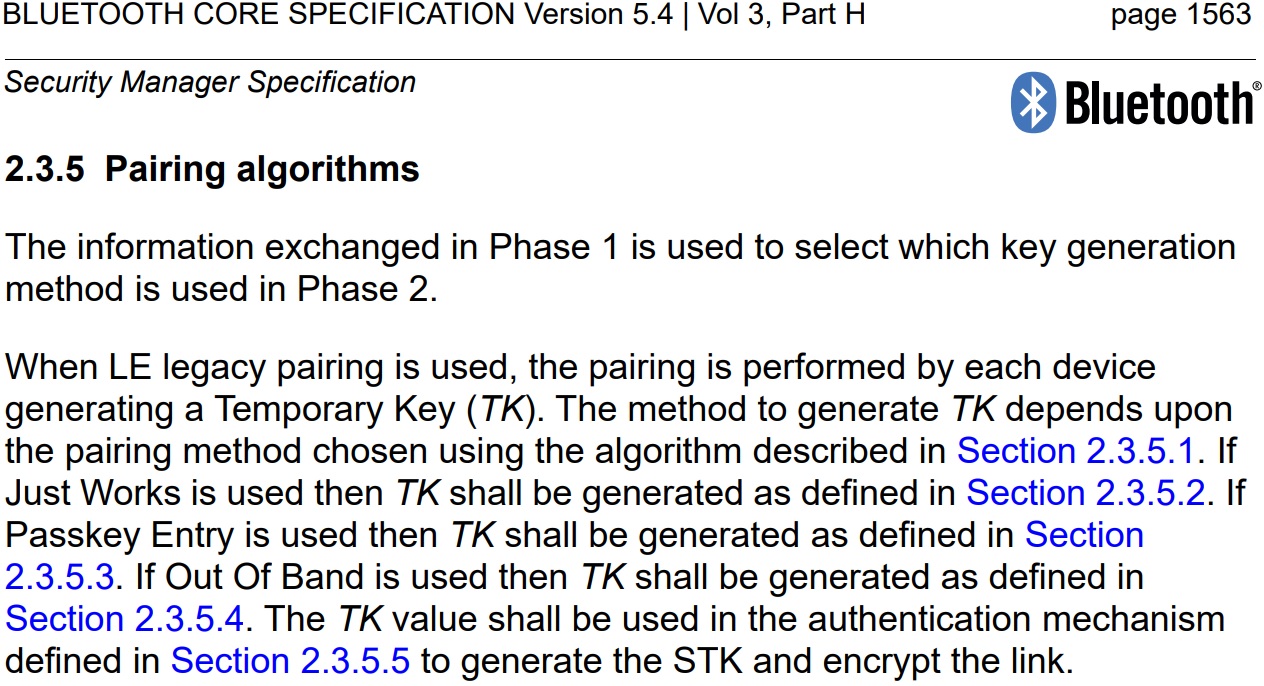 BLUETOOTH CORE SPECIFICATION Version 5.4 | Vol 3, Part H page 1563
Security Manager Specification
Bluetooth®
2.3.5 Pairing algorithms
The information exchanged in Phase 1 is used to select which key generation
method is used in Phase 2.
When LE legacy pairing is used, the pairing is performed by each device
generating a Temporary Key (TK). The method to generate TK depends upon
the pairing method chosen using the algorithm described in Section 2.3.5.1. If
Just Works is used then TK shall be generated as defined in Section 2.3.5.2. If
Passkey Entry is used then TK shall be generated as defined in Section
2.3.5.3. If Out Of Band is used then TK shall be generated as defined in
Section 2.3.5.4. The TK value shall be used in the authentication mechanism
defined in Section 2.3.5.5 to generate the STK and encrypt the link.